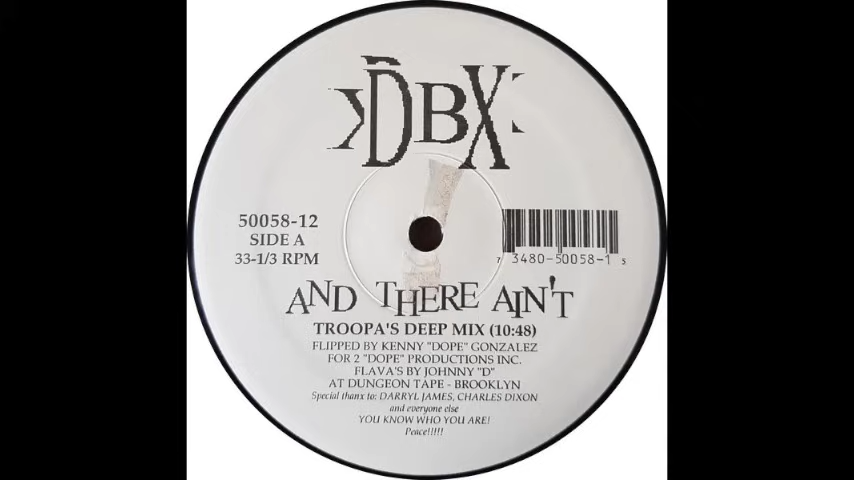 DBX
50058-12
SIDE A
33-1/3 RPM
7 3480-50058-1 5
AND THERE AIN'T
TROOPA'S DEEP MIX (10:48)
FLIPPED BY KENNY "DOPE" GONZALEZ
FOR 2 "DOPE" PRODUCTIONS INC.
FLAVA'S BY JOHNNY "D"
AT DUNGEON TAPE - BROOKLYN
Special thanx to: DARRYL JAMES, CHARLES DIXON
and everyone else
YOU KNOW WHO YOU ARE!
Peace!!!!!